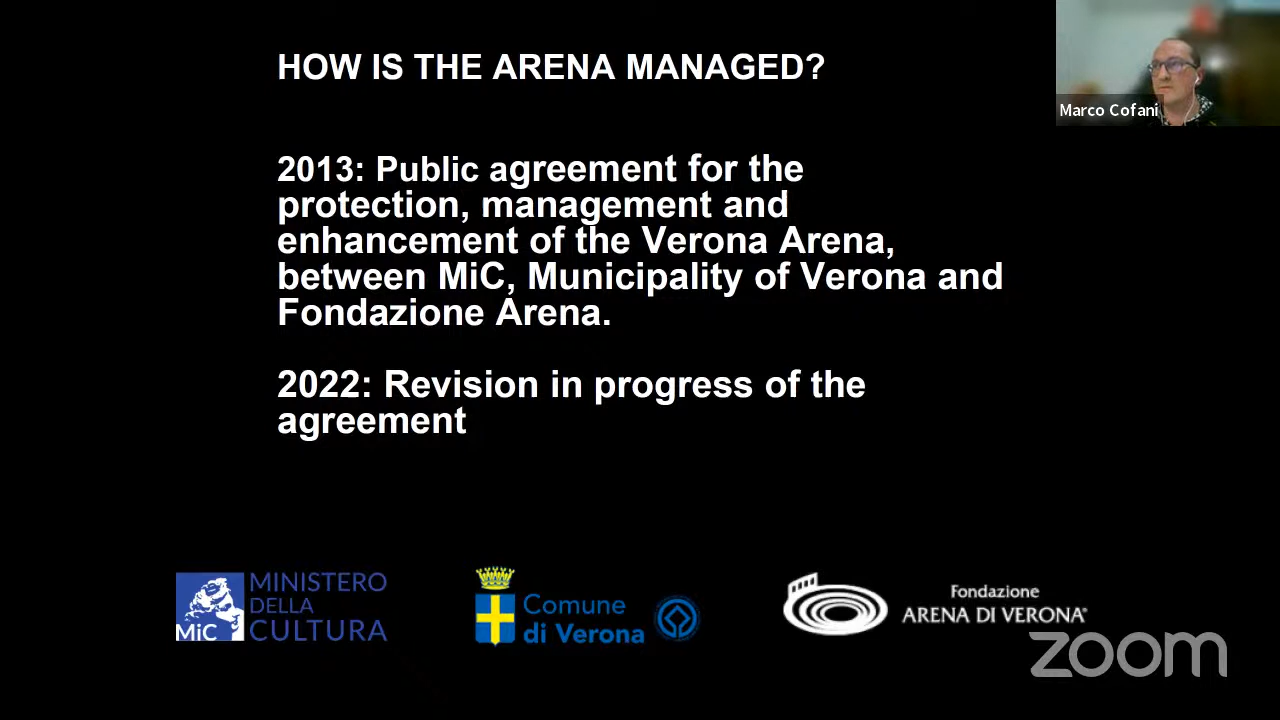 HOW IS THE ARENA MANAGED?
Marco Cofani
2013: Public agreement for the
protection, management and
enhancement of the Verona Arena,
between MiC, Municipality of Verona and
Fondazione Arena.
2022: Revision in progress of the
agreement
MiC
MINISTERO
DELLA
CULTURA
Comune
di Verona
Fondazione
ARENA DI VERONA®
zoom